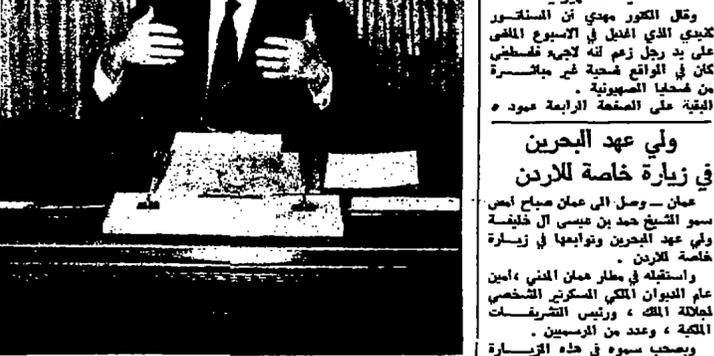 وقال الدكتور مهدي ان السناتور
كنيدي الذي اغتيل في الاسبوع الماضي
على يد رجل زعم انه لاجىء فلسطيني
كان في الواقع ضحية غير مباشرة
من ضحايا الصهيونية .
البقية على الصفحة الرابعة عمود ٥
ولي عهد البحرين
في زيارة خاصة للاردن
عمان ــ وصل الى عمان صباح امس
سمو الشيخ حمد بن عيسى آل خليفة
ولي عهد البحرين وتوابعها في زيارة
خاصة للاردن .
واستقبله في مطار عمان المدني ، امين
عام الديوان الملكي السكرتير الشخصي
لجلالة الملك ، ورئيس التشريفات
الملكية ، وعدد من الرسميين .
ويصحب سموه في هذه الزيارة